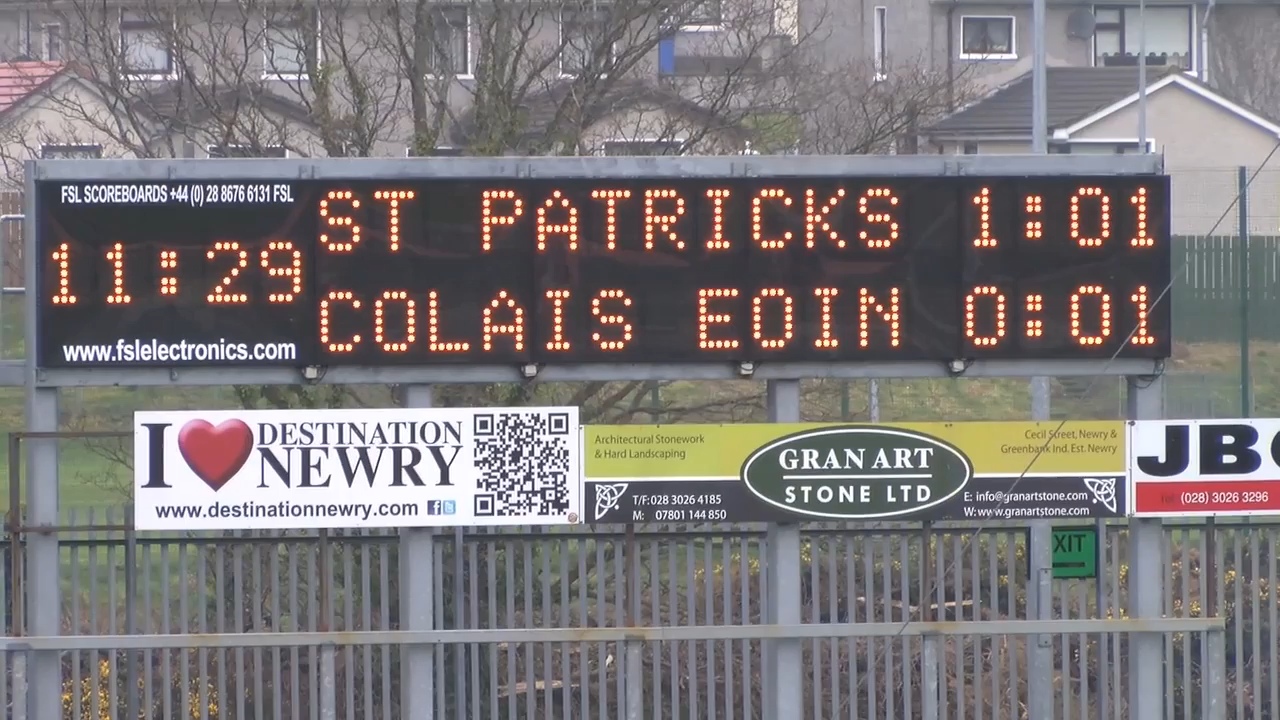 FSL SCOREBOARDS +44 (0) 28 8676 6131 FSL
11:29
www.fslelectronics.com
ST PATRICKS 1:01
COLAIS EOIN 0:01
I DESTINATION NEWRY
www.destinationnewry.com
Architectural Stonework
& Hard Landscaping
T/F: 028 3026 4185
M: 07801 144 850
GRAN ART
STONE LTD
Cecil Street, Newry &
Greenbank Ind. Est. Newry
E: info@granartstone.com
W: www.granartstone.com
JBC
Tel: (028) 3026 3296
XIT